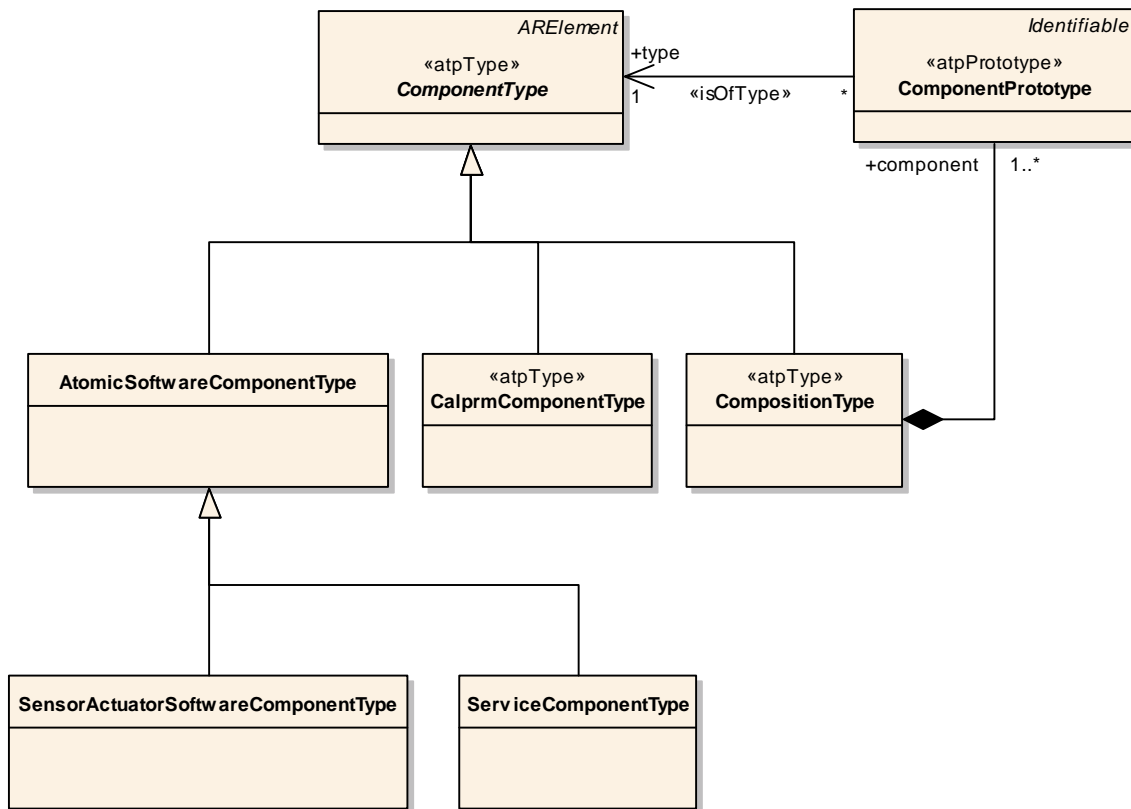 ARElement
«atpType»
ComponentType
+type
1
«isOfType»
*
Identifiable
«atpPrototype»
ComponentPrototype
+component
1..*
AtomicSoftwareComponentType
«atpType»
CalprmComponentType
«atpType»
CompositionType
SensorActuatorSoftwareComponentType
ServiceComponentType